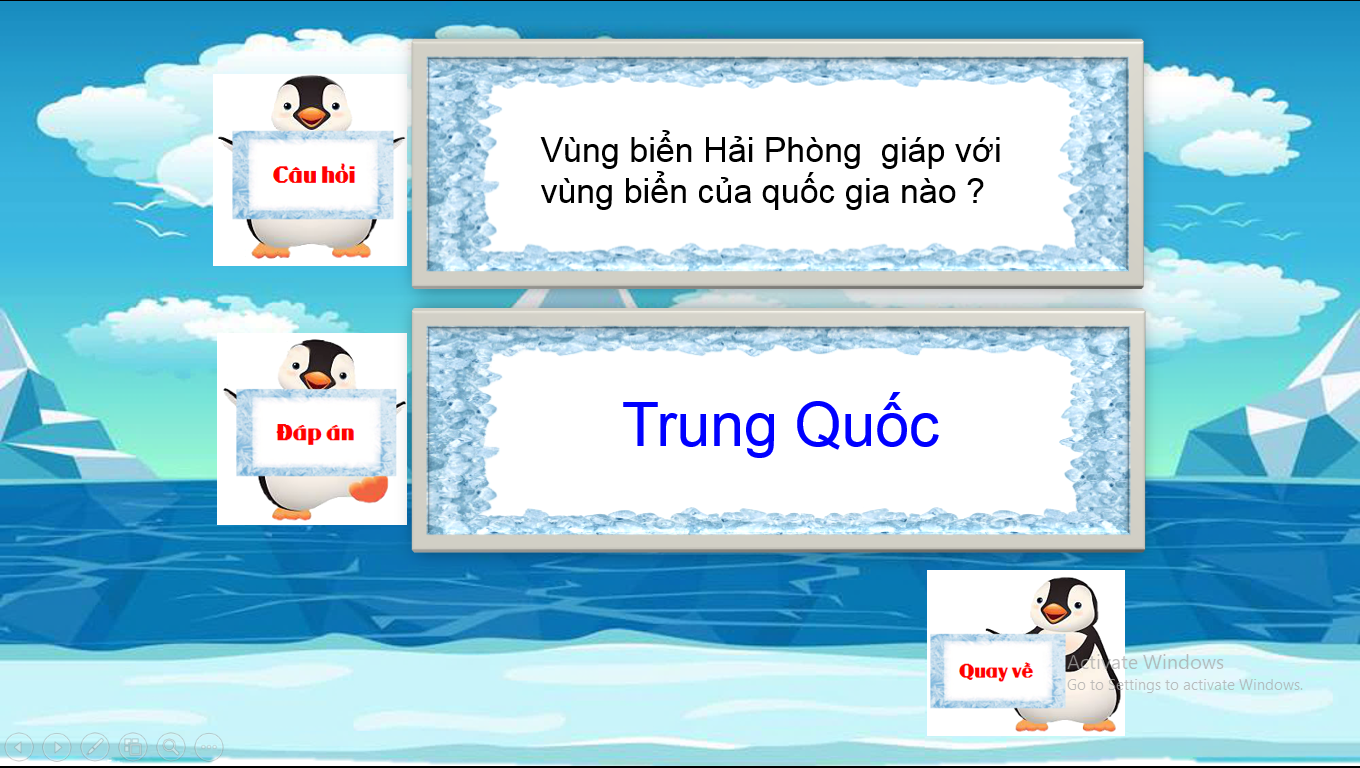 Câu hỏi
Vùng biển Hải Phòng  giáp với
vùng biển của quốc gia nào ?
Đáp án
Trung Quốc
Quay về
Activate Windows
Go to Settings to activate Windows.